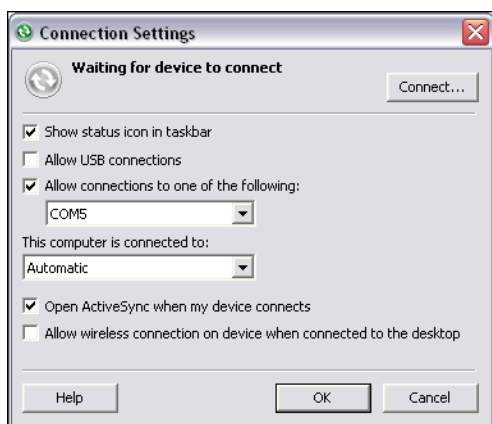 Connection Settings
Waiting for device to connect
Connect...
Show status icon in taskbar
Allow USB connections
Allow connections to one of the following:
COM5
This computer is connected to:
Automatic
Open ActiveSync when my device connects
Allow wireless connection on device when connected to the desktop
Help OK Cancel